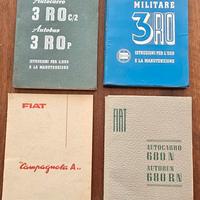 Autocarro
3 RO C/2
Autobus
3 RO P
ISTRUZIONI PER L'USO
E LA MANUTENZIONE
MILITARE
3RO
ISTRUZIONI PER L'USO
E LA MANUTENZIONE
FIAT
"Campagnola A"
FIAT
AUTOCARRO
680 N
AUTOBUS
680 RN